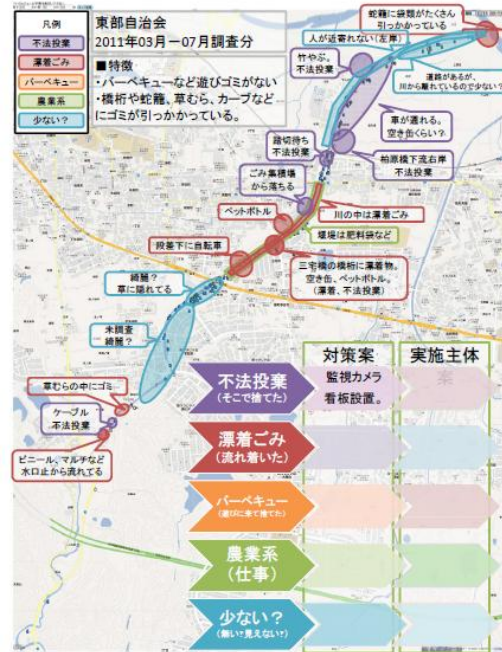 凡例
不法投棄
漂着ごみ
バーベキュー
農業系
少ない？
東部自治会
2011年03月－07月調査分
■特徴
・バーベキューなど遊びゴミがない
・橋桁や蛇籠、草むら、カーブなど
にゴミが引っかかっている。
蛇籠に袋類がたくさん
引っかかっている
人が近寄れない（左岸）
竹やぶ。
不法投棄
道路があるが、
川から離れているので少ない？
車が通れる。
空き缶くらい？
踏切待ち
不法投棄
柏原橋下流右岸
不法投棄
ごみ集積場
から落ちる
ペットボトル
川の中は漂着ごみ
堰堤は肥料袋など
段差下に自転車
三宅橋の橋桁に漂着物。
空き缶、ペットボトル。
（漂着、不法投棄）
綺麗？
草に隠れてる
未調査
綺麗？
草むらの中にゴミ
ケーブル
不法投棄
ビニール、マルチなど
水口止から流れてる
対策案
実施主体
不法投棄
（そこで捨てた）
監視カメラ
看板設置。
案
漂着ごみ
（流れ着いた）
バーベキュー
（遊びに来て捨てた）
農業系
（仕事）
少ない？
（無い？見えない？）